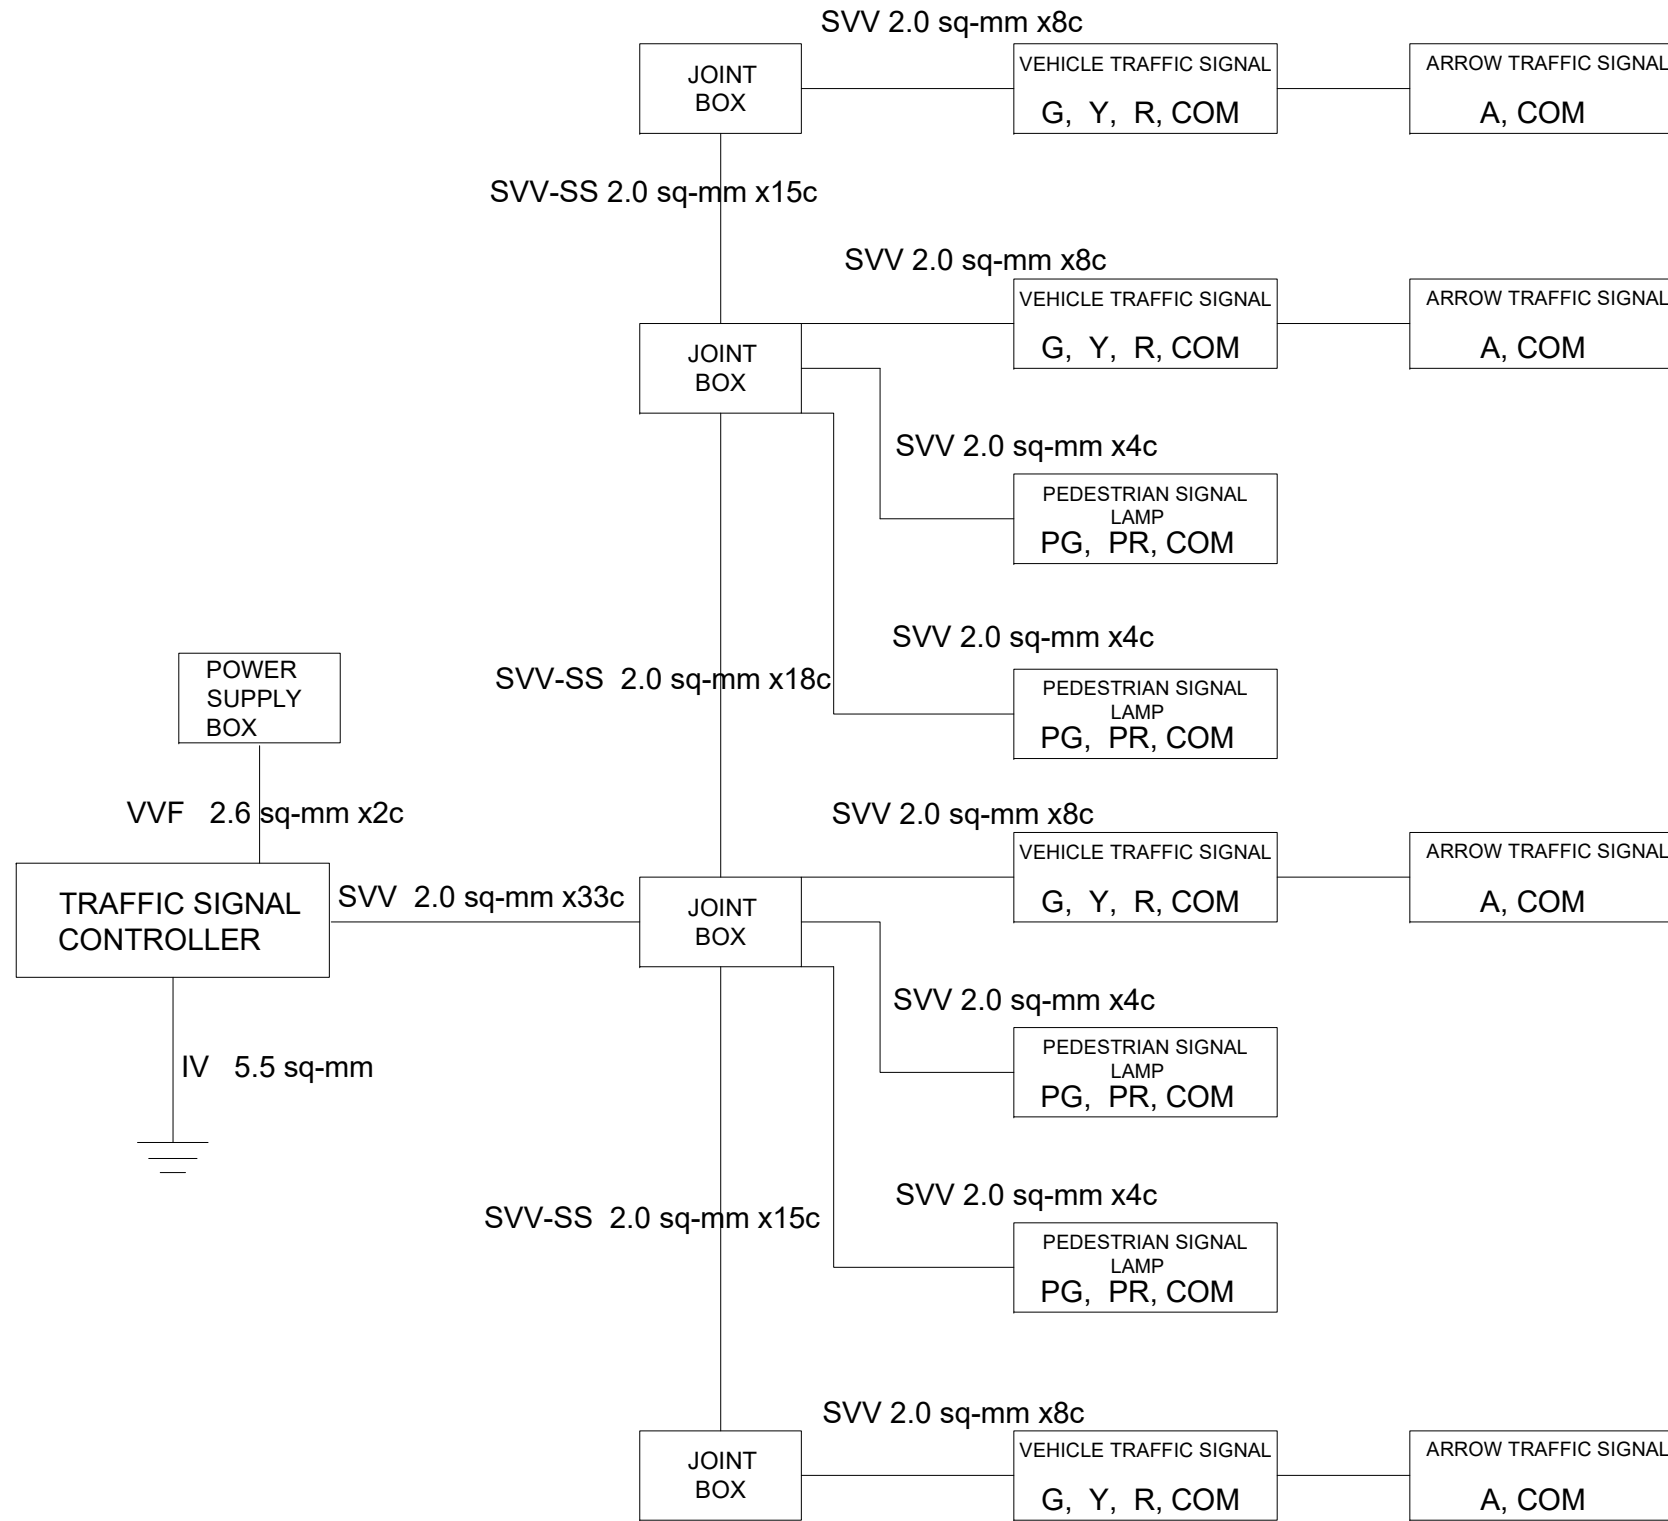 SVV 2.0 sq-mm x8c
JOINT
BOX
VEHICLE TRAFFIC SIGNAL
G, Y, R, COM
ARROW TRAFFIC SIGNAL
A, COM
SVV-SS 2.0 sq-mm x15c
SVV 2.0 sq-mm x8c
JOINT
BOX
VEHICLE TRAFFIC SIGNAL
G, Y, R, COM
ARROW TRAFFIC SIGNAL
A, COM
SVV 2.0 sq-mm x4c
PEDESTRIAN SIGNAL
LAMP
PG, PR, COM
SVV 2.0 sq-mm x4c
SVV-SS 2.0 sq-mm x18c
PEDESTRIAN SIGNAL
LAMP
PG, PR, COM
POWER
SUPPLY
BOX
VVF 2.6 sq-mm x2c
SVV 2.0 sq-mm x8c
TRAFFIC SIGNAL
CONTROLLER
SVV 2.0 sq-mm x33c
JOINT
BOX
VEHICLE TRAFFIC SIGNAL
G, Y, R, COM
ARROW TRAFFIC SIGNAL
A, COM
SVV 2.0 sq-mm x4c
PEDESTRIAN SIGNAL
LAMP
PG, PR, COM
IV 5.5 sq-mm
SVV 2.0 sq-mm x4c
SVV-SS 2.0 sq-mm x15c
PEDESTRIAN SIGNAL
LAMP
PG, PR, COM
SVV 2.0 sq-mm x8c
JOINT
BOX
VEHICLE TRAFFIC SIGNAL
G, Y, R, COM
ARROW TRAFFIC SIGNAL
A, COM